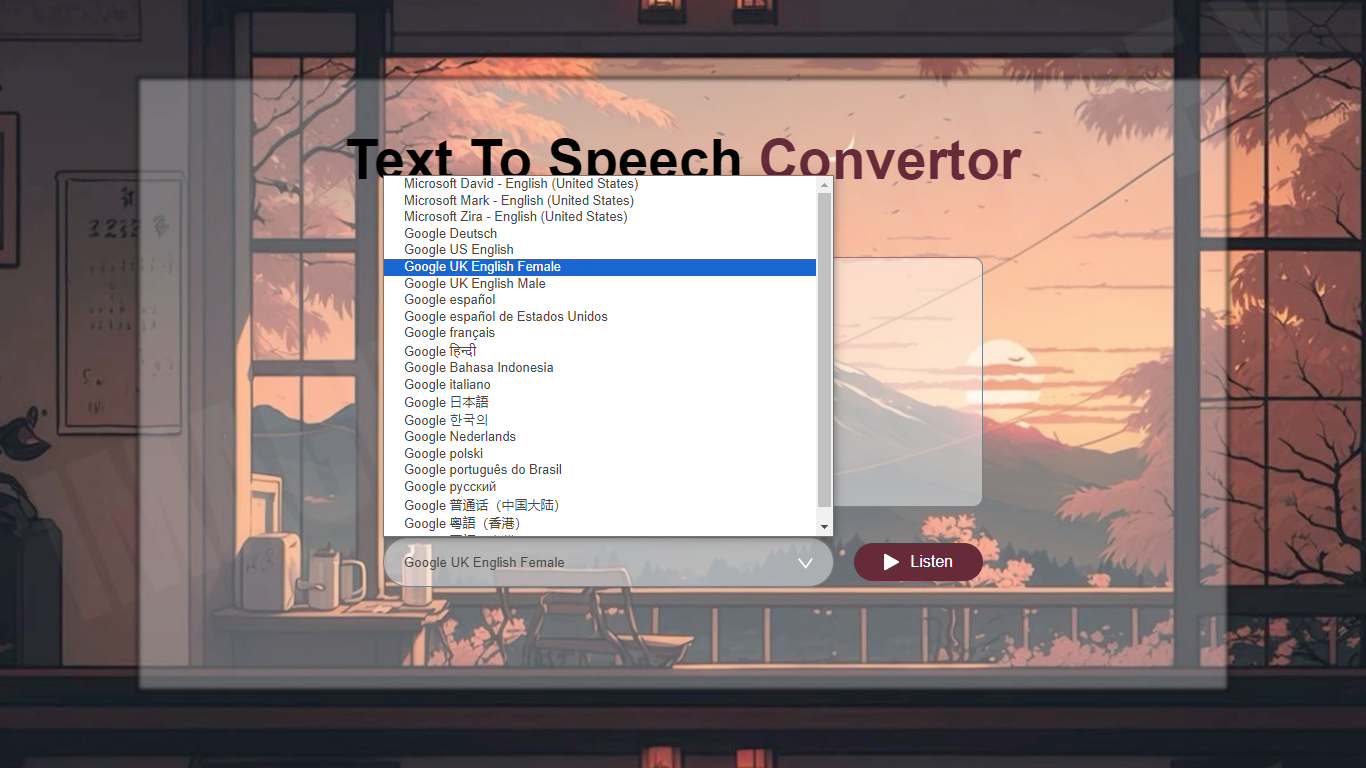 Text To Speech Convertor
Microsoft David - English (United States)
Microsoft Mark - English (United States)
Microsoft Zira - English (United States)
Google Deutsch
Google US English
Google UK English Female
Google UK English Male
Google español
Google español de Estados Unidos
Google français
Google हिन्दी
Google Bahasa Indonesia
Google italiano
Google 日本語
Google 한국의
Google Nederlands
Google polski
Google português do Brasil
Google русский
Google 普通话（中国大陆）
Google 粤語（香港）
Google UK English Female
Listen